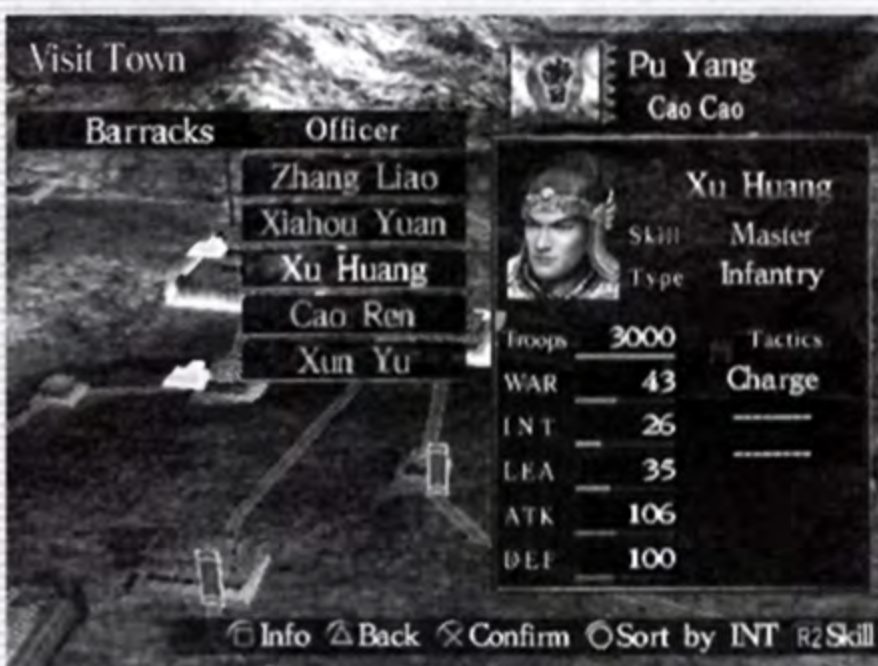 Visit Town
Pu Yang
Cao Cao
Barracks Officer
Zhang Liao
Xiahou Yuan
Xu Huang
Cao Ren
Xun Yu
Xu Huang
Skill Master
Type Infantry
Troops 3000 Tactics
WAR 43 Charge
INT 26 --------
LEA 35 --------
ATK 106
DEF 100
□ Info △ Back ✕ Confirm ○ Sort by INT R2 Skill